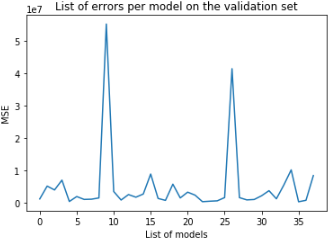 List of errors per model on the validation set
1e7
5
4
3
2
1
0
MSE
0 5 10 15 20 25 30 35
List of models